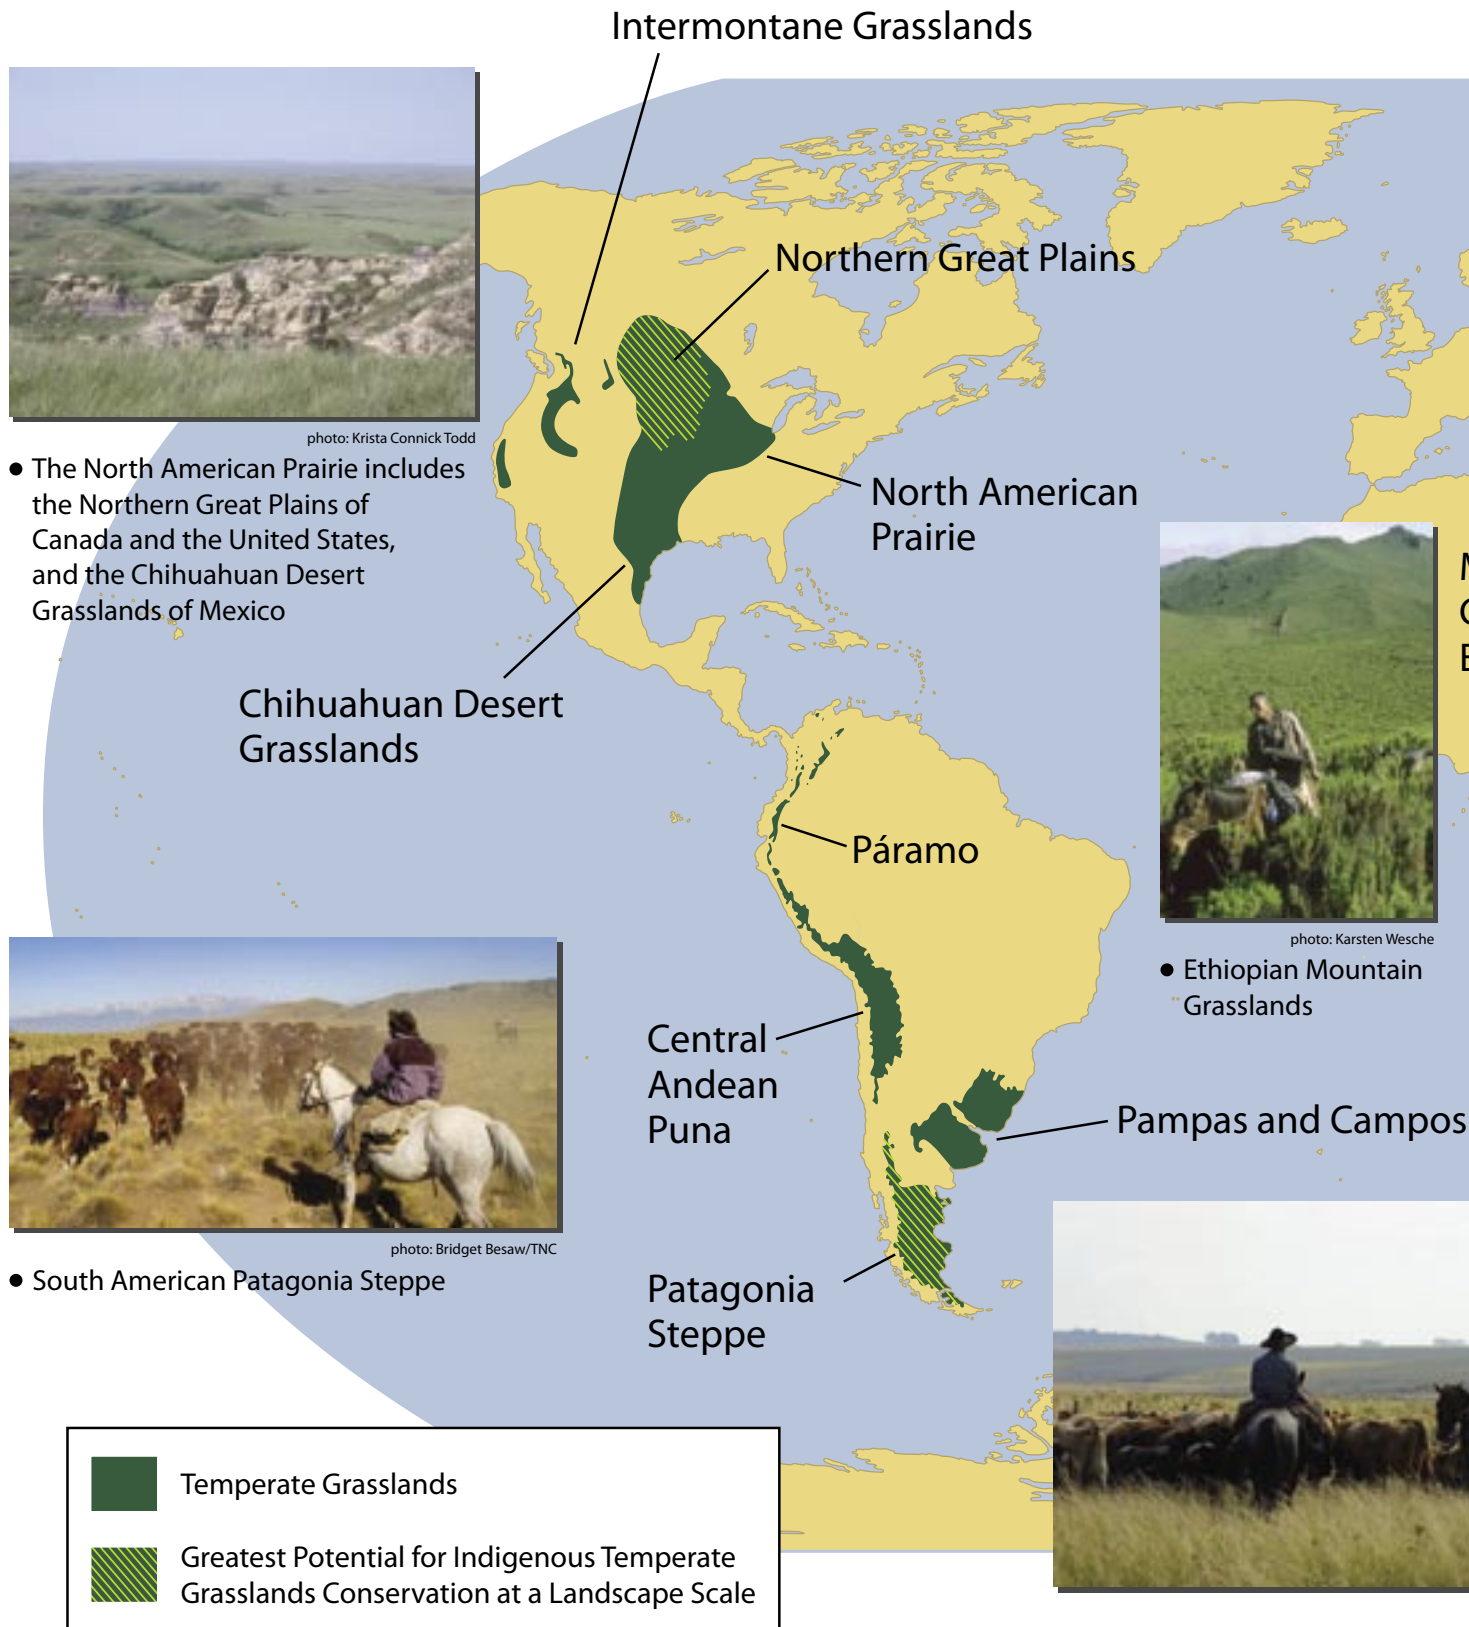 Intermontane Grasslands
Northern Great Plains
photo: Krista Connick Todd
● The North American Prairie includes
the Northern Great Plains of
Canada and the United States,
and the Chihuahuan Desert
Grasslands of Mexico
North American
Prairie
Chihuahuan Desert
Grasslands
Páramo
photo: Karsten Wesche
● Ethiopian Mountain
Grasslands
Central
Andean
Puna
Pampas and Campos
photo: Bridget Besaw/TNC
● South American Patagonia Steppe
Patagonia
Steppe
Temperate Grasslands
Greatest Potential for Indigenous Temperate
Grasslands Conservation at a Landscape Scale